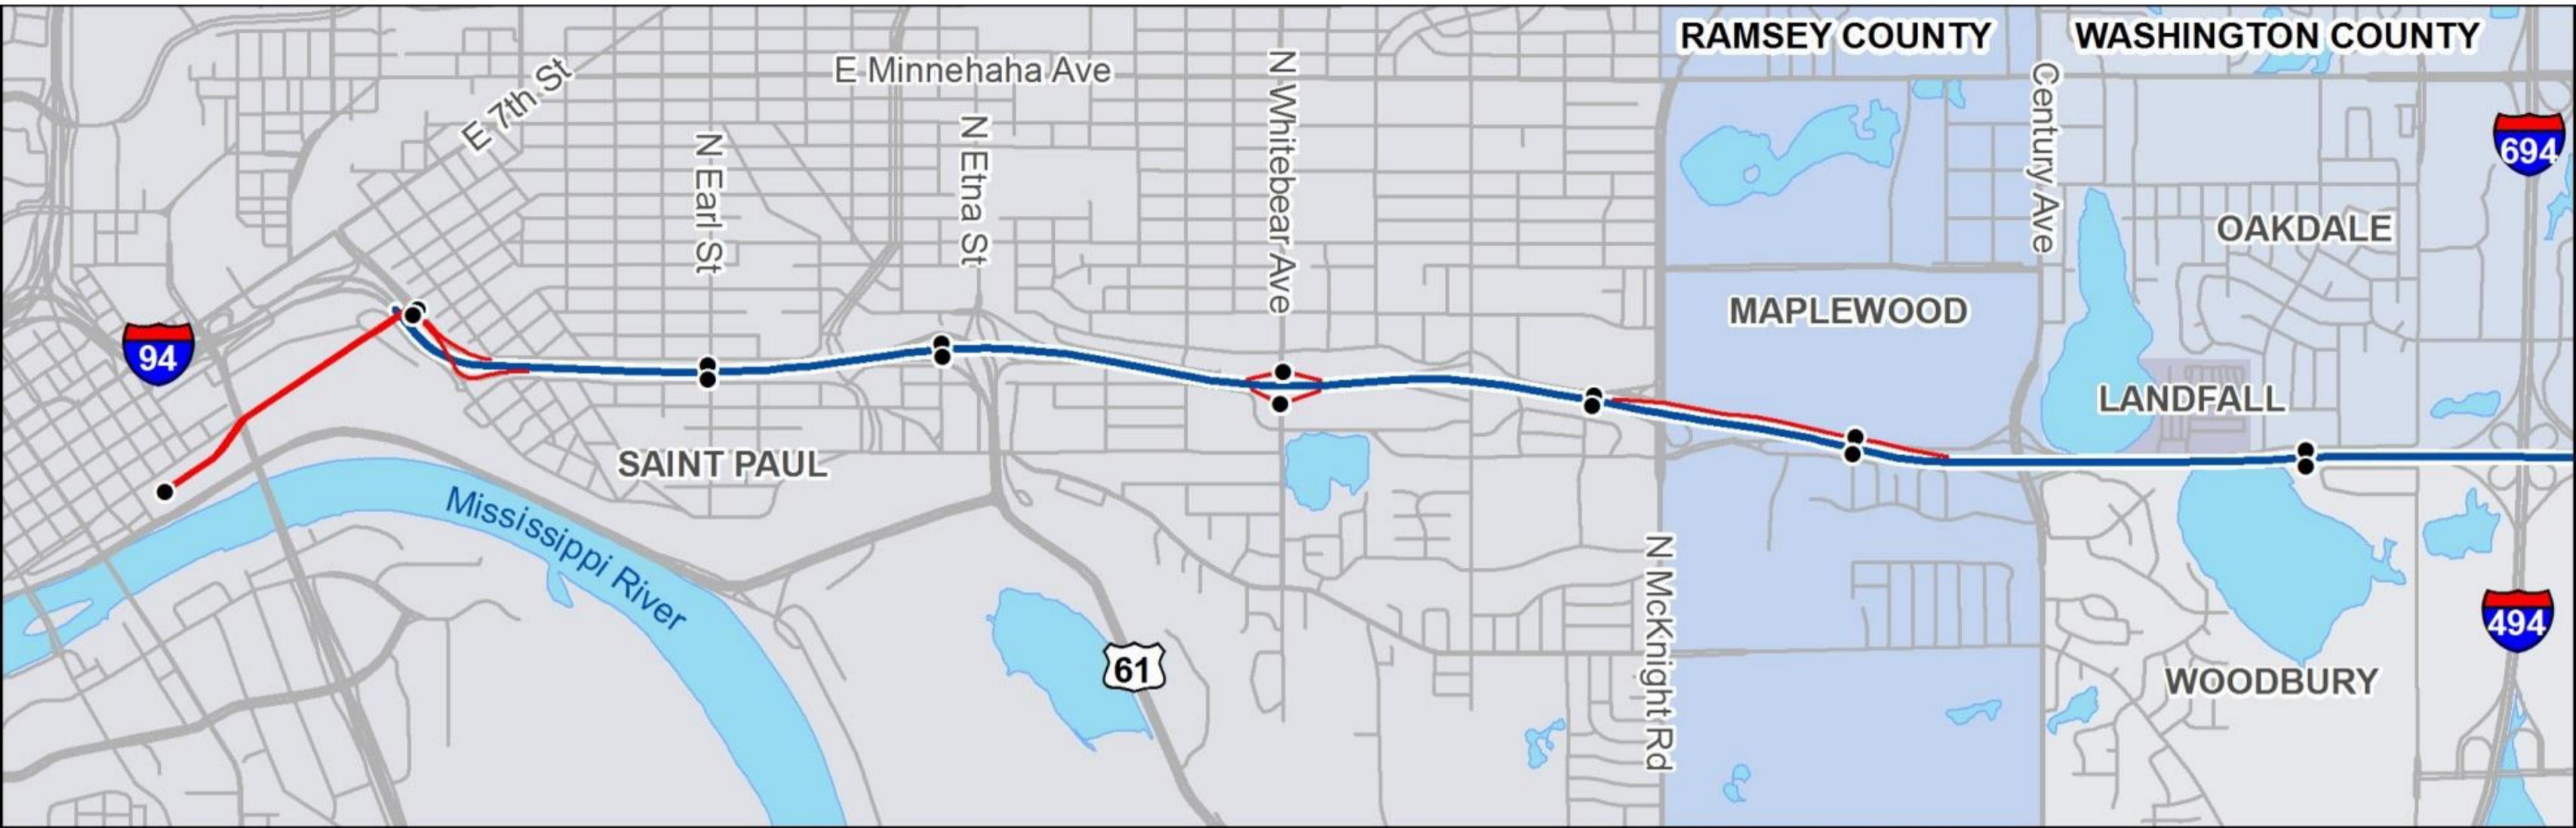 RAMSEY COUNTY
WASHINGTON COUNTY
E Minnehaha Ave
E 7th St
N Earl St
N Etna St
N Whitebear Ave
Century Ave
694
OAKDALE
MAPLEWOOD
94
LANDFALL
SAINT PAUL
Mississippi River
N McKnight Rd
494
61
WOODBURY